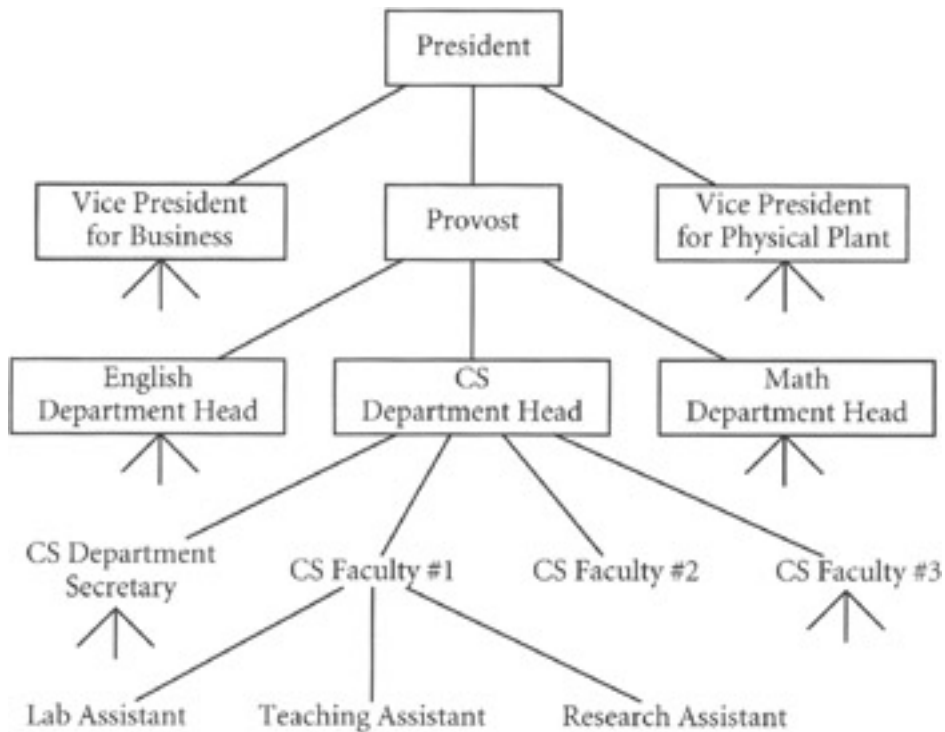 President
Vice President
for Business
Provost
Vice President
for Physical Plant
English
Department Head
CS
Department Head
Math
Department Head
CS Department
Secretary
CS Faculty #1
CS Faculty #2
CS Faculty #3
Lab Assistant
Teaching Assistant
Research Assistant